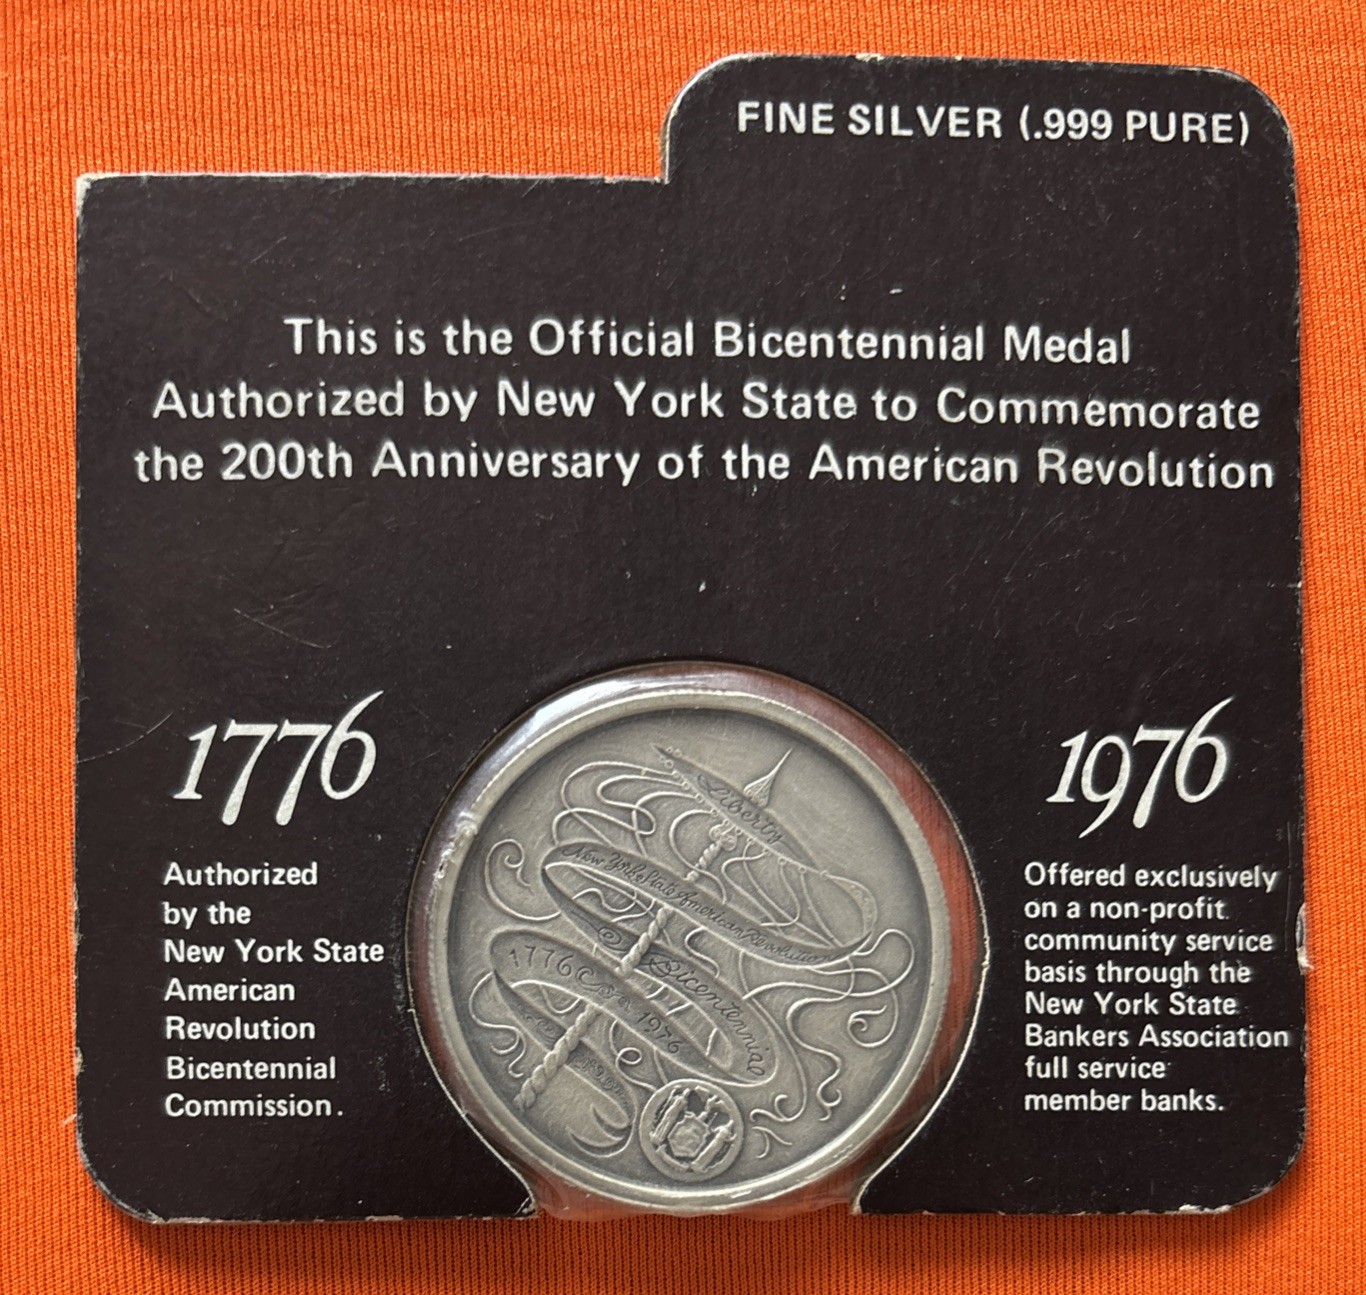 FINE SILVER (.999 PURE)
This is the Official Bicentennial Medal
Authorized by New York State to Commemorate
the 200th Anniversary of the American Revolution
1776
Authorized
by the
New York State
American
Revolution
Bicentennial
Commission.
1976
Offered exclusively
on a non-profit
community service
basis through the
New York State
Bankers Association
full service
member banks.
Liberty
New York State American Revolution
Bicentennial
1776
1976